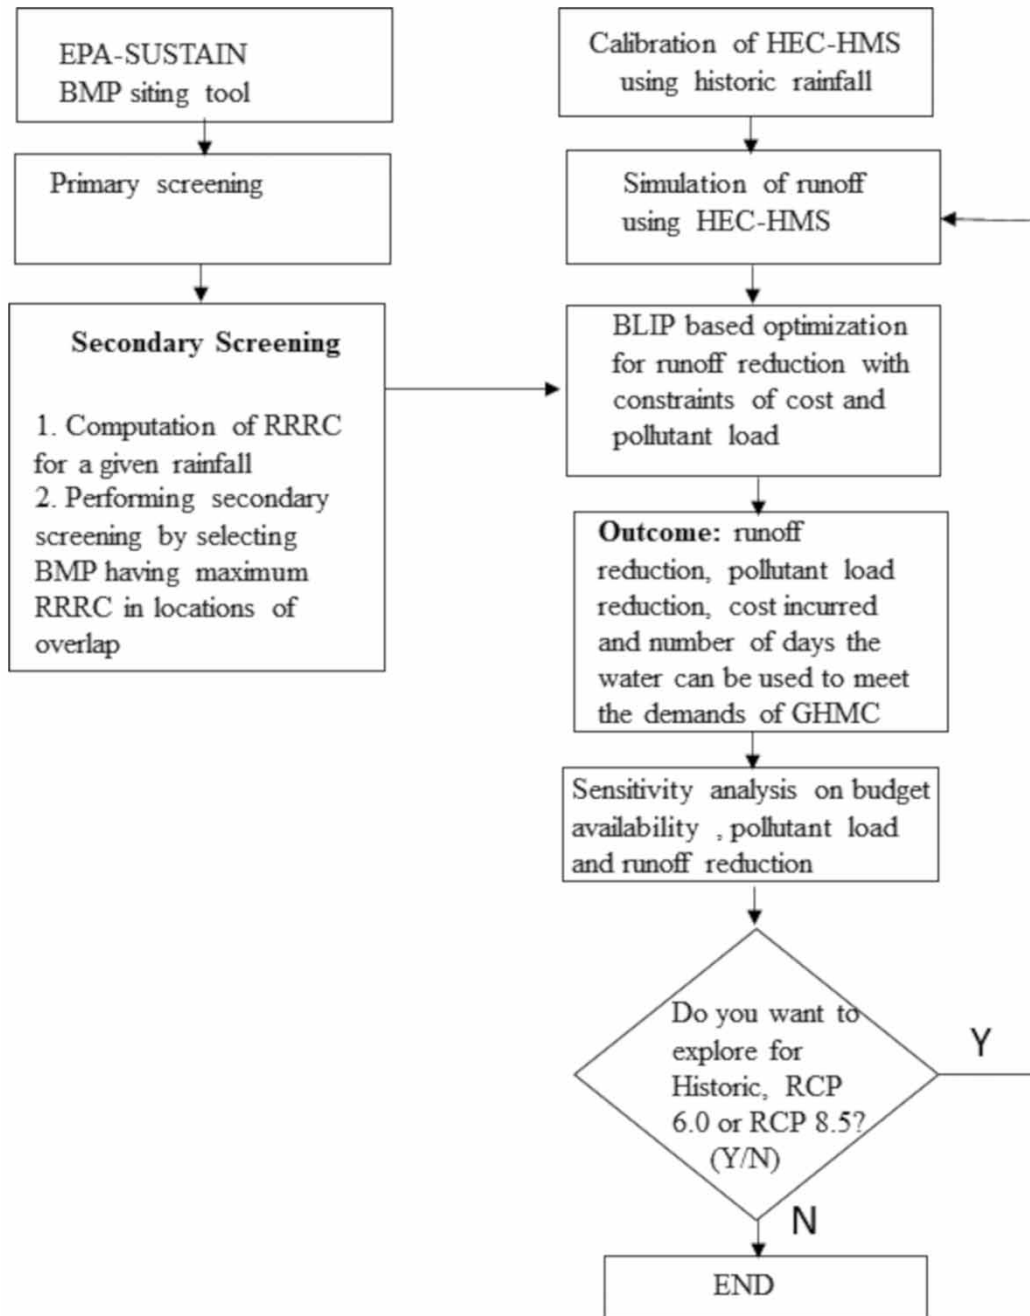 EPA-SUSTAIN
BMP siting tool
Primary screening
Secondary Screening
1. Computation of RRRC
for a given rainfall
2. Performing secondary
screening by selecting
BMP having maximum
RRRC in locations of
overlap
Calibration of HEC-HMS
using historic rainfall
Simulation of runoff
using HEC-HMS
BLIP based optimization
for runoff reduction with
constraints of cost and
pollutant load
Outcome: runoff
reduction, pollutant load
reduction, cost incurred
and number of days the
water can be used to meet
the demands of GHMC
Sensitivity analysis on budget
availability , pollutant load
and runoff reduction
Do you want to
explore for
Historic, RCP
6.0 or RCP 8.5?
(Y/N)
Y
N
END